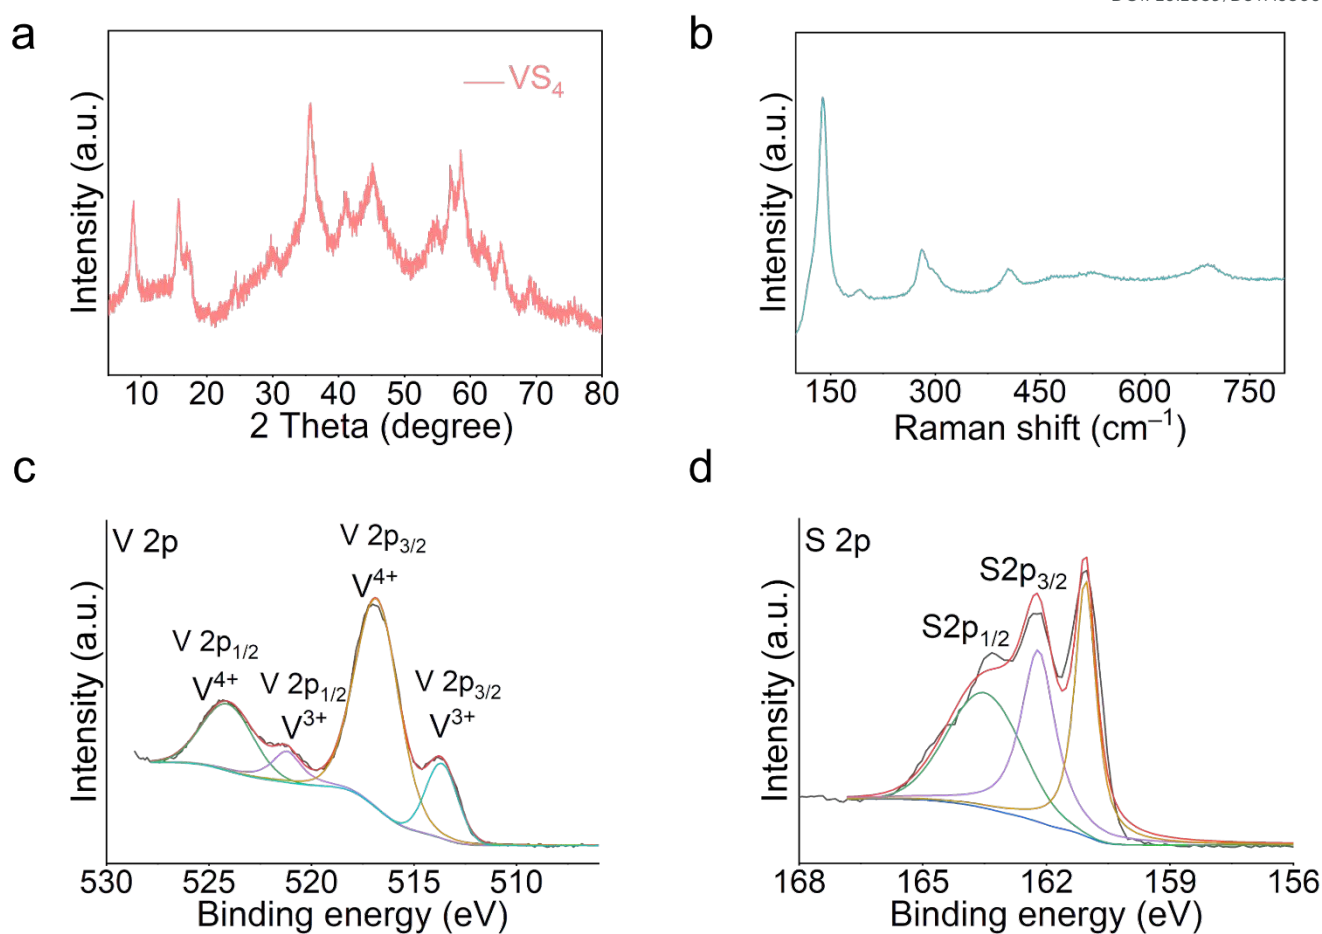 a
VS₄
Intensity (a.u.)
10 20 30 40 50 60 70 80
2 Theta (degree)
b
Intensity (a.u.)
150 300 450 600 750
Raman shift (cm⁻¹)
c
V 2p
V 2p₃/₂
V⁴⁺
V 2p₁/₂
V⁴⁺
V 2p₁/₂
V³⁺
V 2p₃/₂
V³⁺
Intensity (a.u.)
530 525 520 515 510
Binding energy (eV)
d
S 2p
S2p₃/₂
S2p₁/₂
Intensity (a.u.)
168 165 162 159 156
Binding energy (eV)